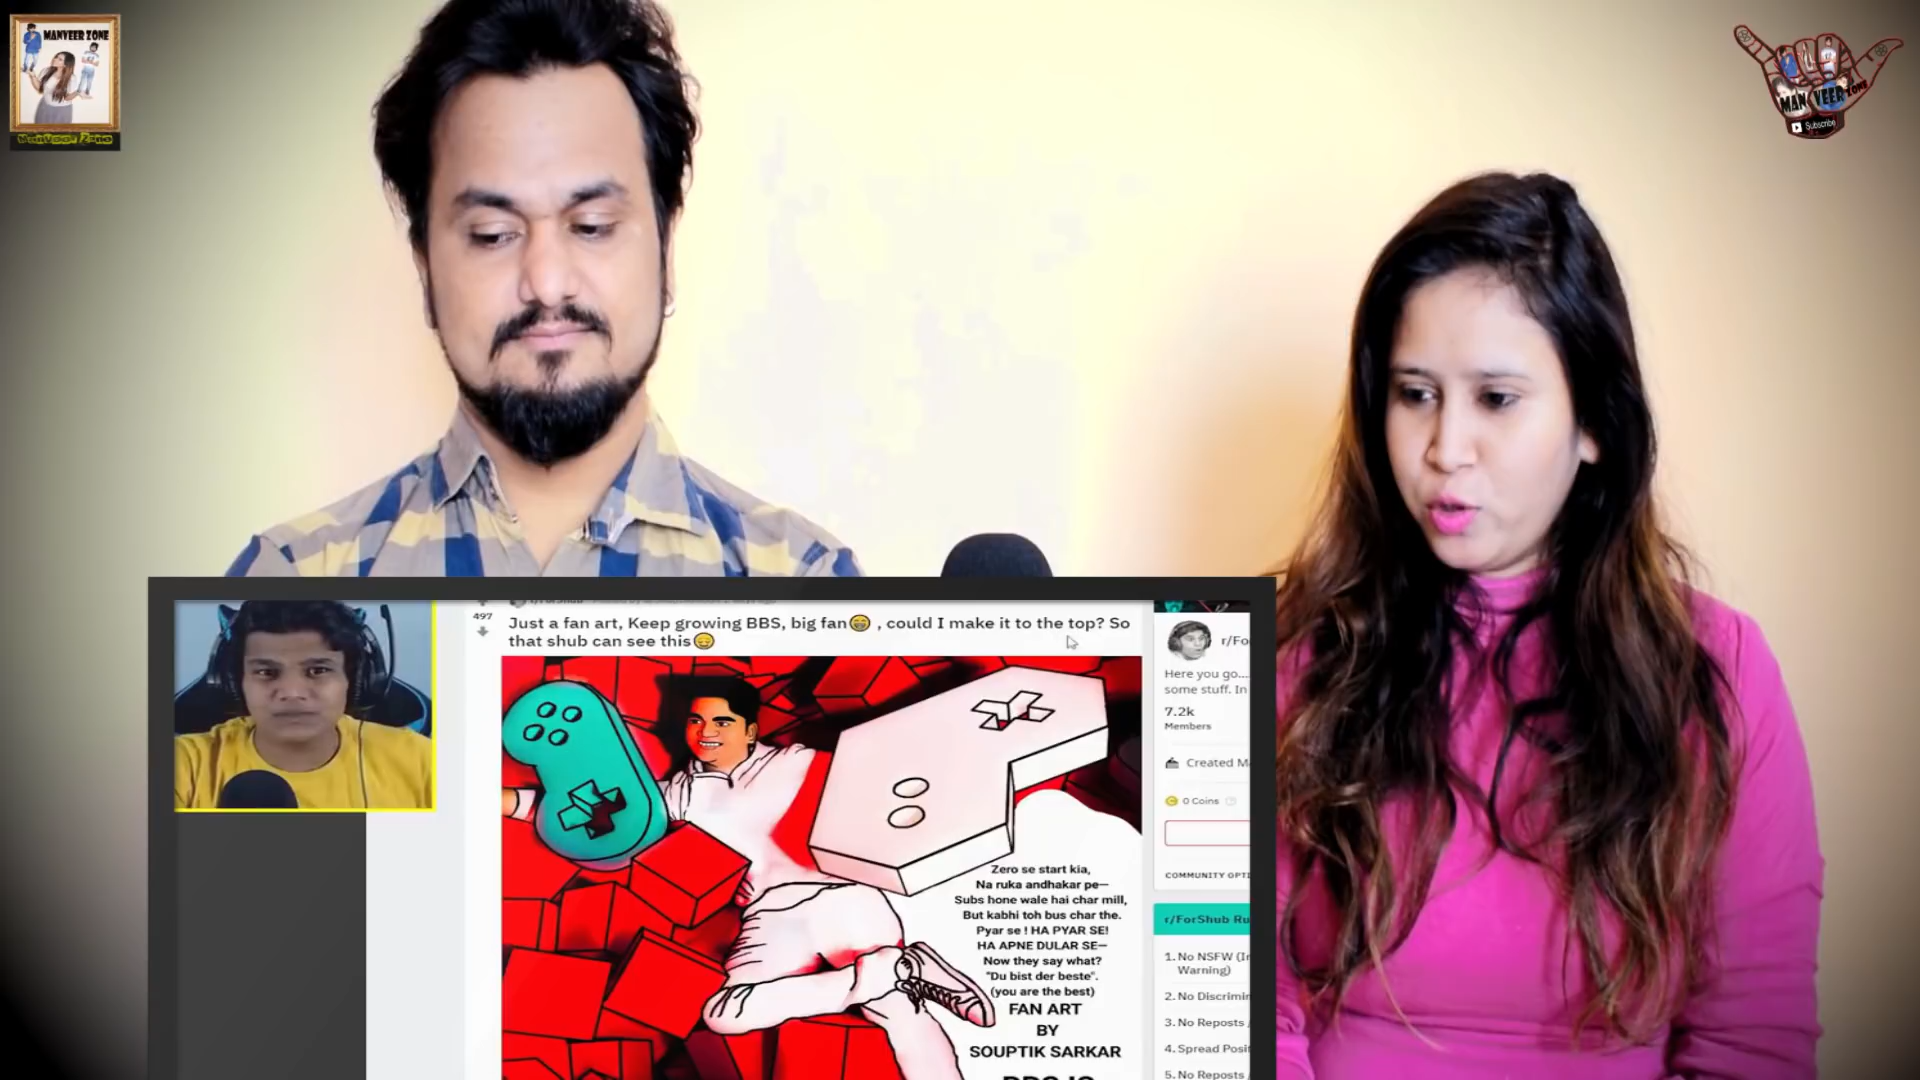 MANVEER ZONE
ManVeer Zone
MAN VEER ZONE
Subscribe
497
Just a fan art, Keep growing BBS, big fan😂 , could I make it to the top? So
that shub can see this😊
Zero se start kia,
Na ruka andhakar pe—
Subs hone wale hai char mill,
But kabhi toh bus char the.
Pyar se ! HA PYAR SE!
HA APNE DULAR SE—
Now they say what?
"Du bist der beste".
(you are the best)
FAN ART
BY
SOUPTIK SARKAR
r/Fo
Here you go....
some stuff. In
7.2k
Members
Created M
0 Coins
COMMUNITY OPTI
r/ForShub Ru
1. No NSFW (In
Warning)
2. No Discrimin
3. No Reposts /
4. Spread Posit
5. No Reposts /